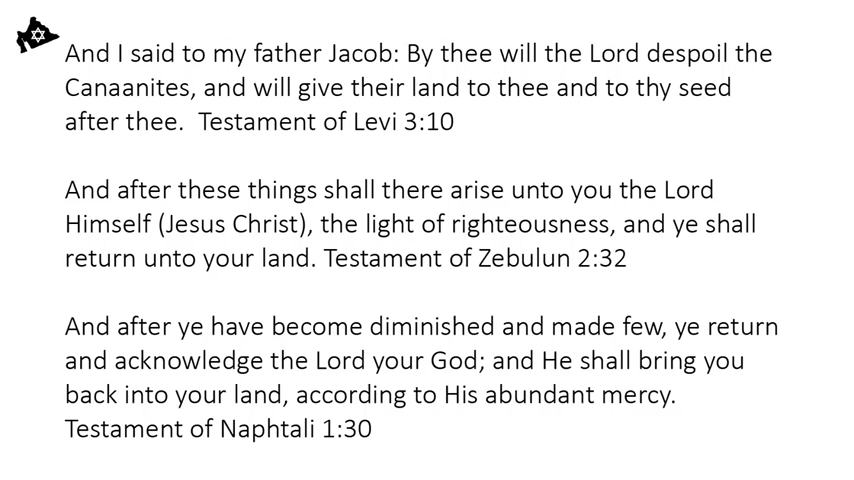 And I said to my father Jacob: By thee will the Lord despoil the
Canaanites, and will give their land to thee and to thy seed
after thee.  Testament of Levi 3:10
And after these things shall there arise unto you the Lord
Himself (Jesus Christ), the light of righteousness, and ye shall
return unto your land. Testament of Zebulun 2:32
And after ye have become diminished and made few, ye return
and acknowledge the Lord your God; and He shall bring you
back into your land, according to His abundant mercy.
Testament of Naphtali 1:30